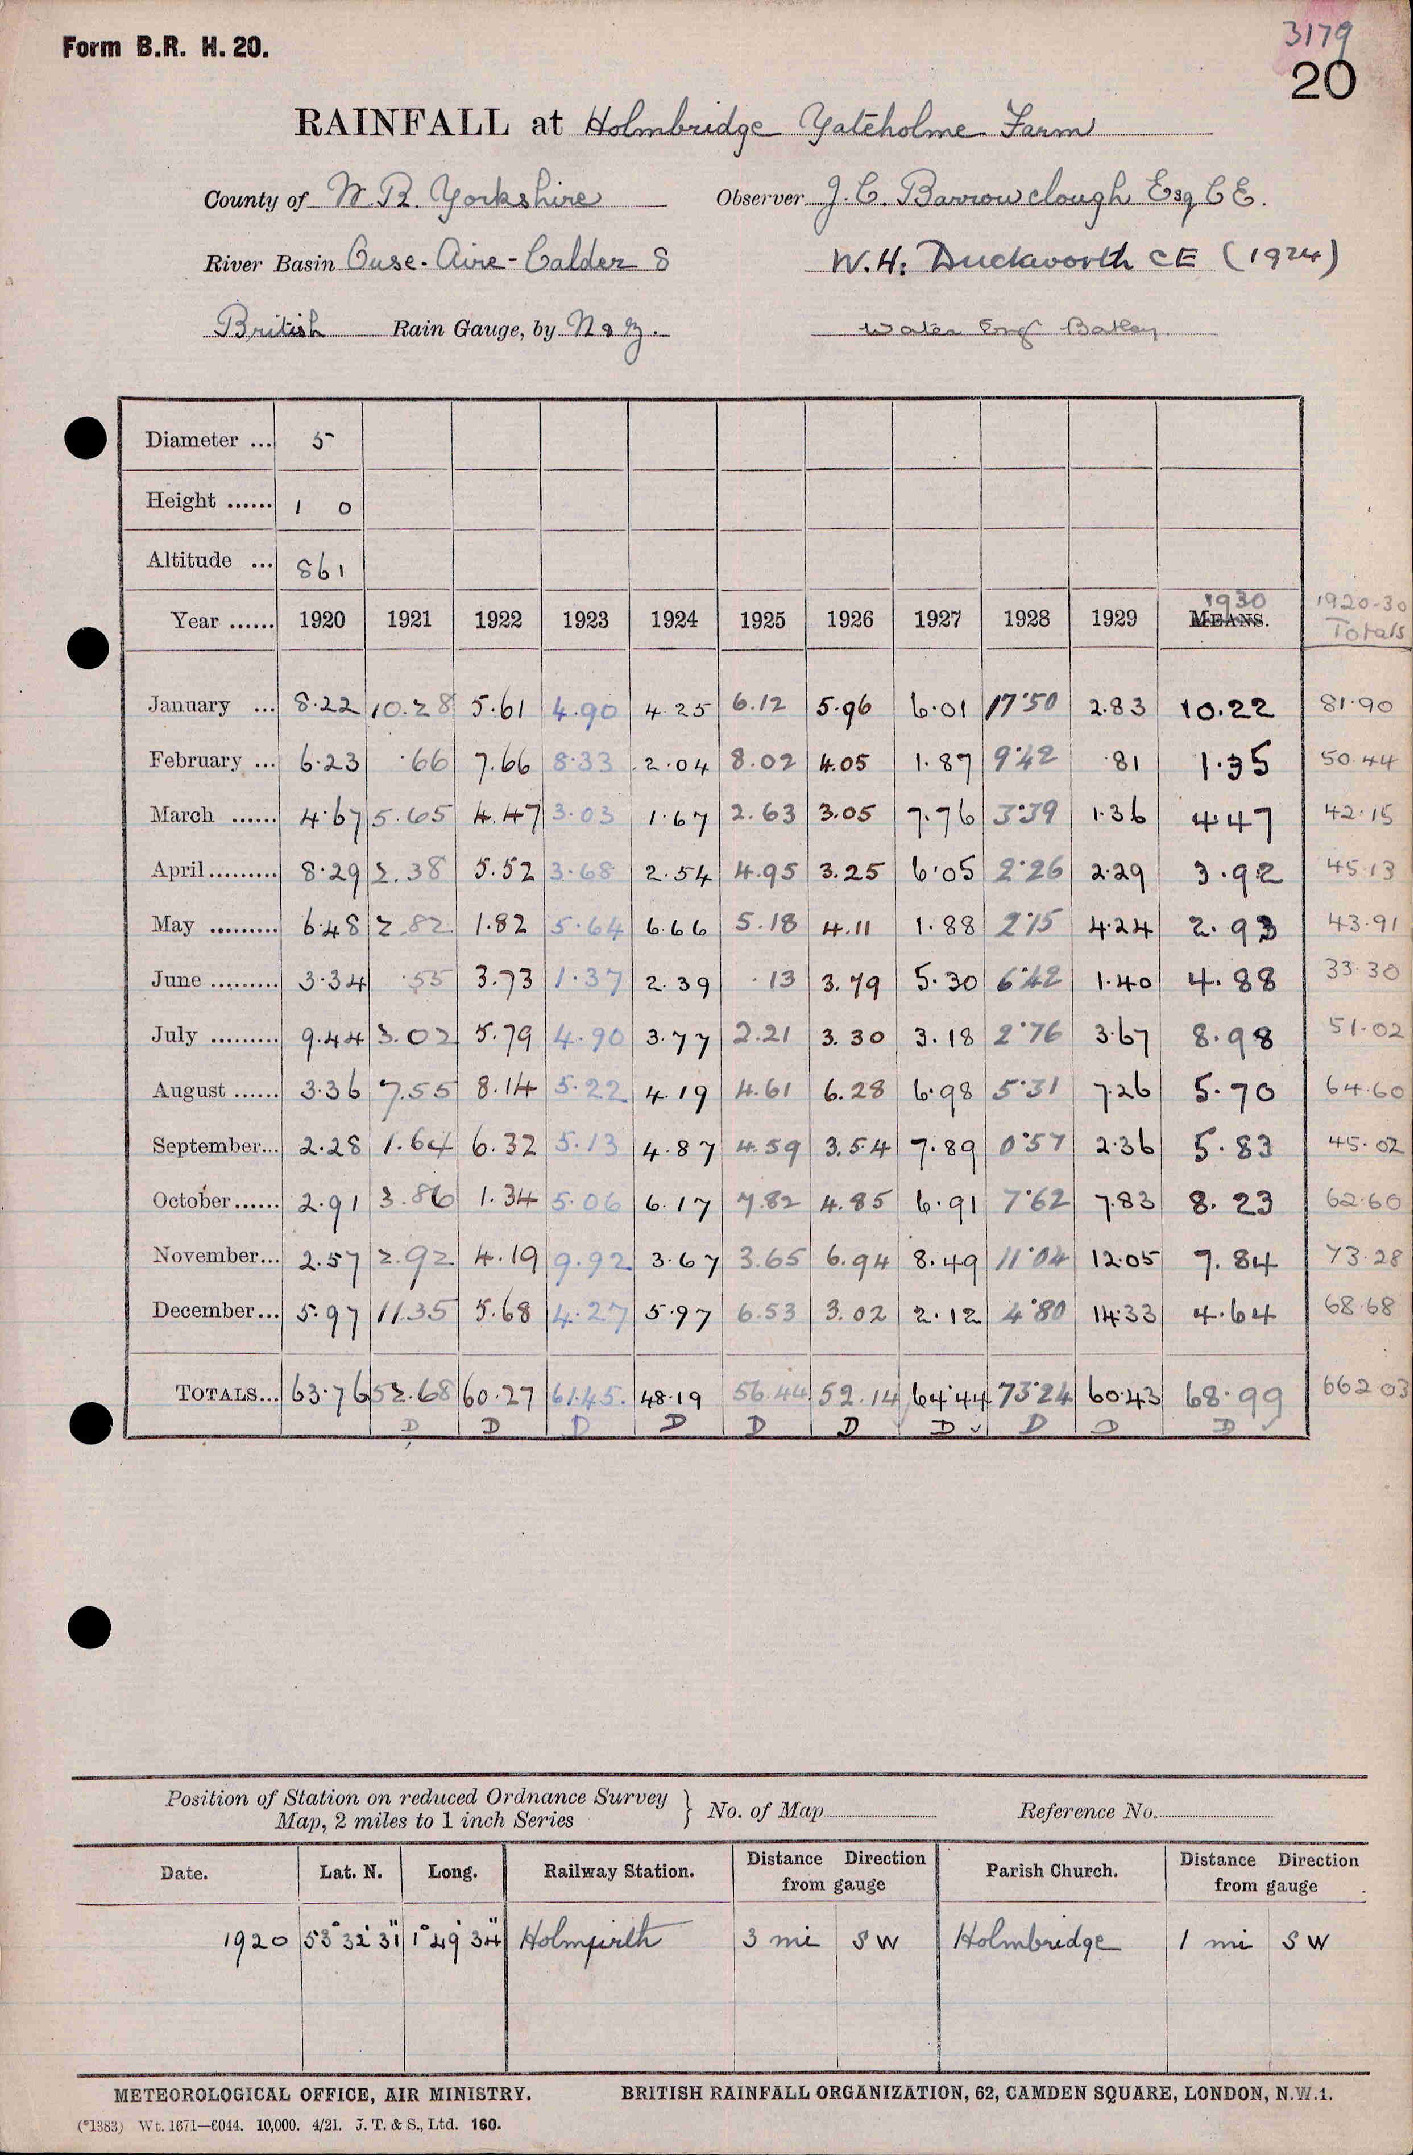 3179
Form B.R. H. 20.
20
RAINFALL at Holmbridge Yateholme Farm
County of W. R. Yorkshire Observer J. C. Barrowclough Esq C E.
River Basin Ouse - Aire - Calder 8 W. H. Duckworth C E (1924)
British Rain Gauge, by N & Z. Water Eng Batley
Diameter ... 5
Height ...... 1 0
Altitude ... 861
1930 1920-30
Year ...... 1920 1921 1922 1923 1924 1925 1926 1927 1928 1929 MEANS. Totals
January ... 8.22 10.28 5.61 4.90 4.25 6.12 5.96 6.01 17.50 2.83 10.22 81.90
February ... 6.23 .66 7.66 8.33 2.04 8.02 4.05 1.87 9.42 .81 1.35 50.44
March ...... 4.67 5.65 4.47 3.03 1.67 2.63 3.05 7.76 3.39 1.36 4.47 42.15
April......... 8.29 2.38 5.52 3.68 2.54 4.95 3.25 6.05 2.26 2.29 3.92 45.13
May ......... 6.48 2.82 1.82 5.64 6.66 5.18 4.11 1.88 2.15 4.24 2.93 43.91
June ......... 3.34 .55 3.73 1.37 2.39 .13 3.79 5.30 6.42 1.40 4.88 33.30
July ......... 9.44 3.02 5.79 4.90 3.77 2.21 3.30 3.18 2.76 3.67 8.98 51.02
August ...... 3.36 7.55 8.14 5.22 4.19 4.61 6.28 6.98 5.31 7.26 5.70 64.60
September... 2.28 1.64 6.32 5.13 4.87 4.59 3.54 7.89 0.57 2.36 5.83 45.02
October...... 2.91 3.86 1.34 5.06 6.17 7.82 4.85 6.91 7.62 7.83 8.23 62.60
November... 2.57 2.92 4.19 9.92 3.67 3.65 6.94 8.49 11.04 12.05 7.84 73.28
December... 5.97 11.35 5.68 4.27 5.97 6.53 3.02 2.12 4.80 14.33 4.64 68.68
TOTALS... 63.76 52.68 60.27 61.45 48.19 56.44 52.14 64.44 73.24 60.43 68.99 662.03
D D D D D D D D D D
Position of Station on reduced Ordnance Survey
Map, 2 miles to 1 inch Series } No. of Map Reference No.
Date. Lat. N. Long. Railway Station. Distance Direction from gauge Parish Church. Distance Direction from gauge
1920 53° 32' 31" 1° 49' 34" Holmfirth 3 mi S W Holmbridge 1 mi S W
METEOROLOGICAL OFFICE, AIR MINISTRY. BRITISH RAINFALL ORGANIZATION, 62, CAMDEN SQUARE, LONDON, N.W.1.
(*1383) Wt. 1671—6044. 10,000. 4/21. J. T. & S., Ltd. 160.